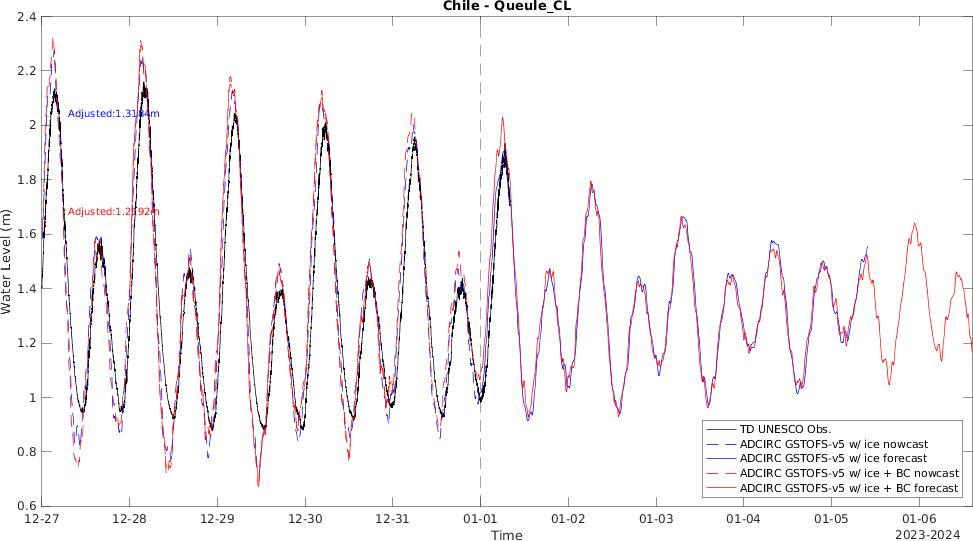 Chile - Queule_CL
Water Level (m)
2.4
2.2
2
1.8
1.6
1.4
1.2
1
0.8
0.6
Adjusted:1.3184m
Adjusted:1.2192m
TD UNESCO Obs.
ADCIRC GSTOFS-v5 w/ ice nowcast
ADCIRC GSTOFS-v5 w/ ice forecast
ADCIRC GSTOFS-v5 w/ ice + BC nowcast
ADCIRC GSTOFS-v5 w/ ice + BC forecast
12-27 12-28 12-29 12-30 12-31 01-01 01-02 01-03 01-04 01-05 01-06
Time
2023-2024